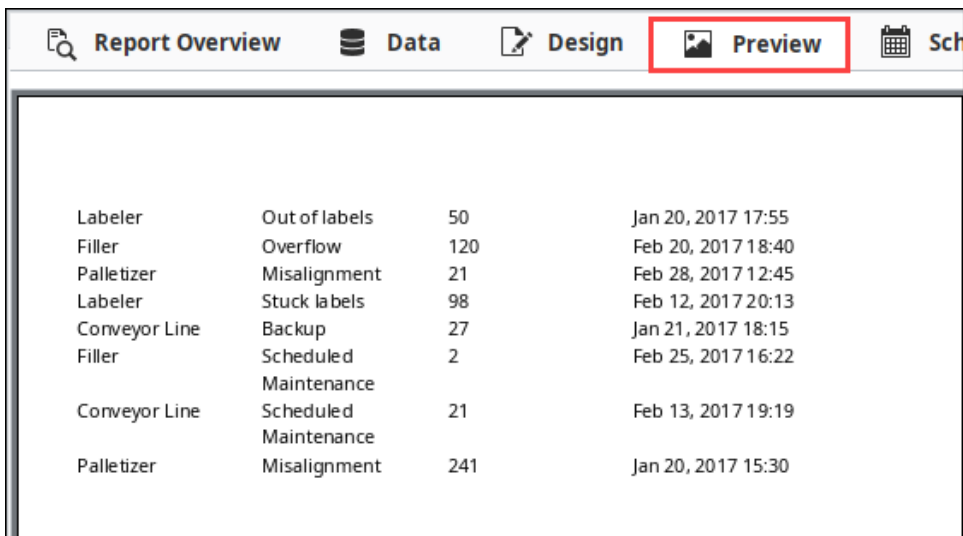 Report Overview Data Design Preview Sch
Labeler Out of labels 50 Jan 20, 2017 17:55
Filler Overflow 120 Feb 20, 2017 18:40
Palletizer Misalignment 21 Feb 28, 2017 12:45
Labeler Stuck labels 98 Feb 12, 2017 20:13
Conveyor Line Backup 27 Jan 21, 2017 18:15
Filler Scheduled 2 Feb 25, 2017 16:22
Maintenance
Conveyor Line Scheduled 21 Feb 13, 2017 19:19
Maintenance
Palletizer Misalignment 241 Jan 20, 2017 15:30